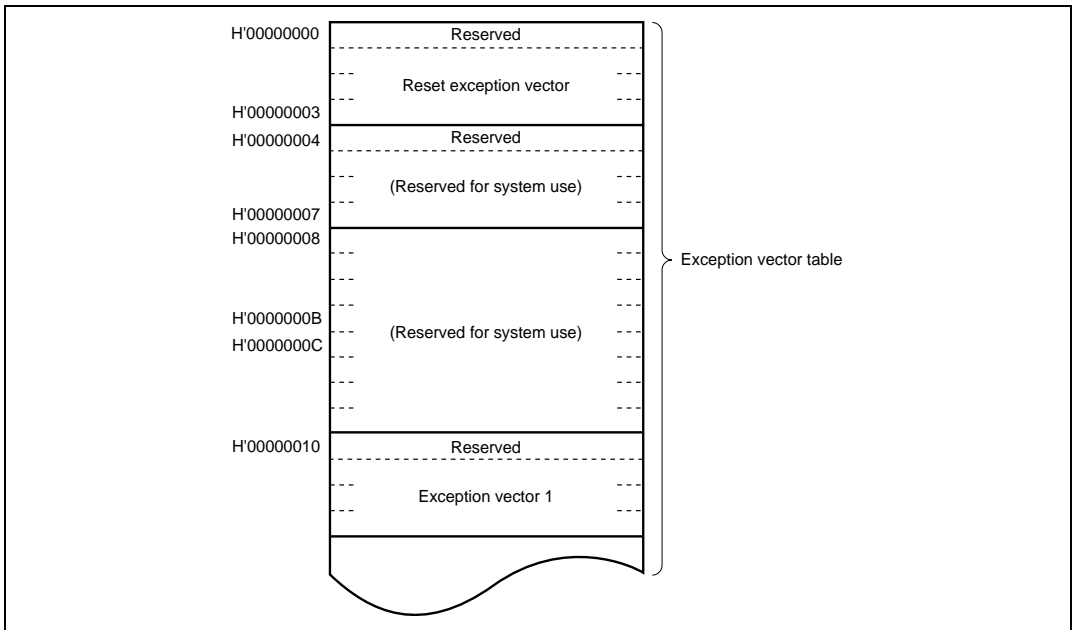 H'00000000 Reserved
Reset exception vector
H'00000003
H'00000004 Reserved
(Reserved for system use)
H'00000007
H'00000008
Exception vector table
H'0000000B
(Reserved for system use)
H'0000000C
H'00000010 Reserved
Exception vector 1